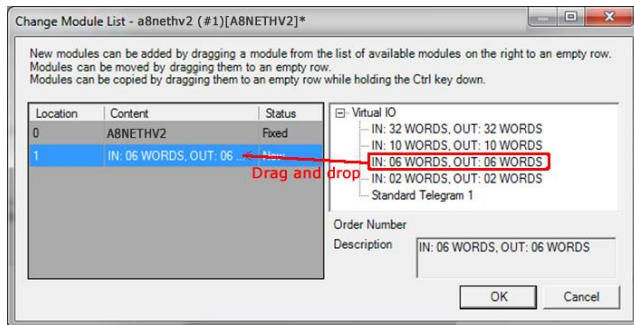 Change Module List - a8nethv2 (#1)[A8NETHV2]*
New modules can be added by dragging a module from the list of available modules on the right to an empty row.
Modules can be moved by dragging them to an empty row.
Modules can be copied by dragging them to an empty row while holding the Ctrl key down.
Location Content Status
0 A8NETHV2 Fixed
1 IN: 06 WORDS, OUT: 06 ... New
Drag and drop
Virtual IO
IN: 32 WORDS, OUT: 32 WORDS
IN: 10 WORDS, OUT: 10 WORDS
IN: 06 WORDS, OUT: 06 WORDS
IN: 02 WORDS, OUT: 02 WORDS
Standard Telegram 1
Order Number
Description IN: 06 WORDS, OUT: 06 WORDS
OK Cancel